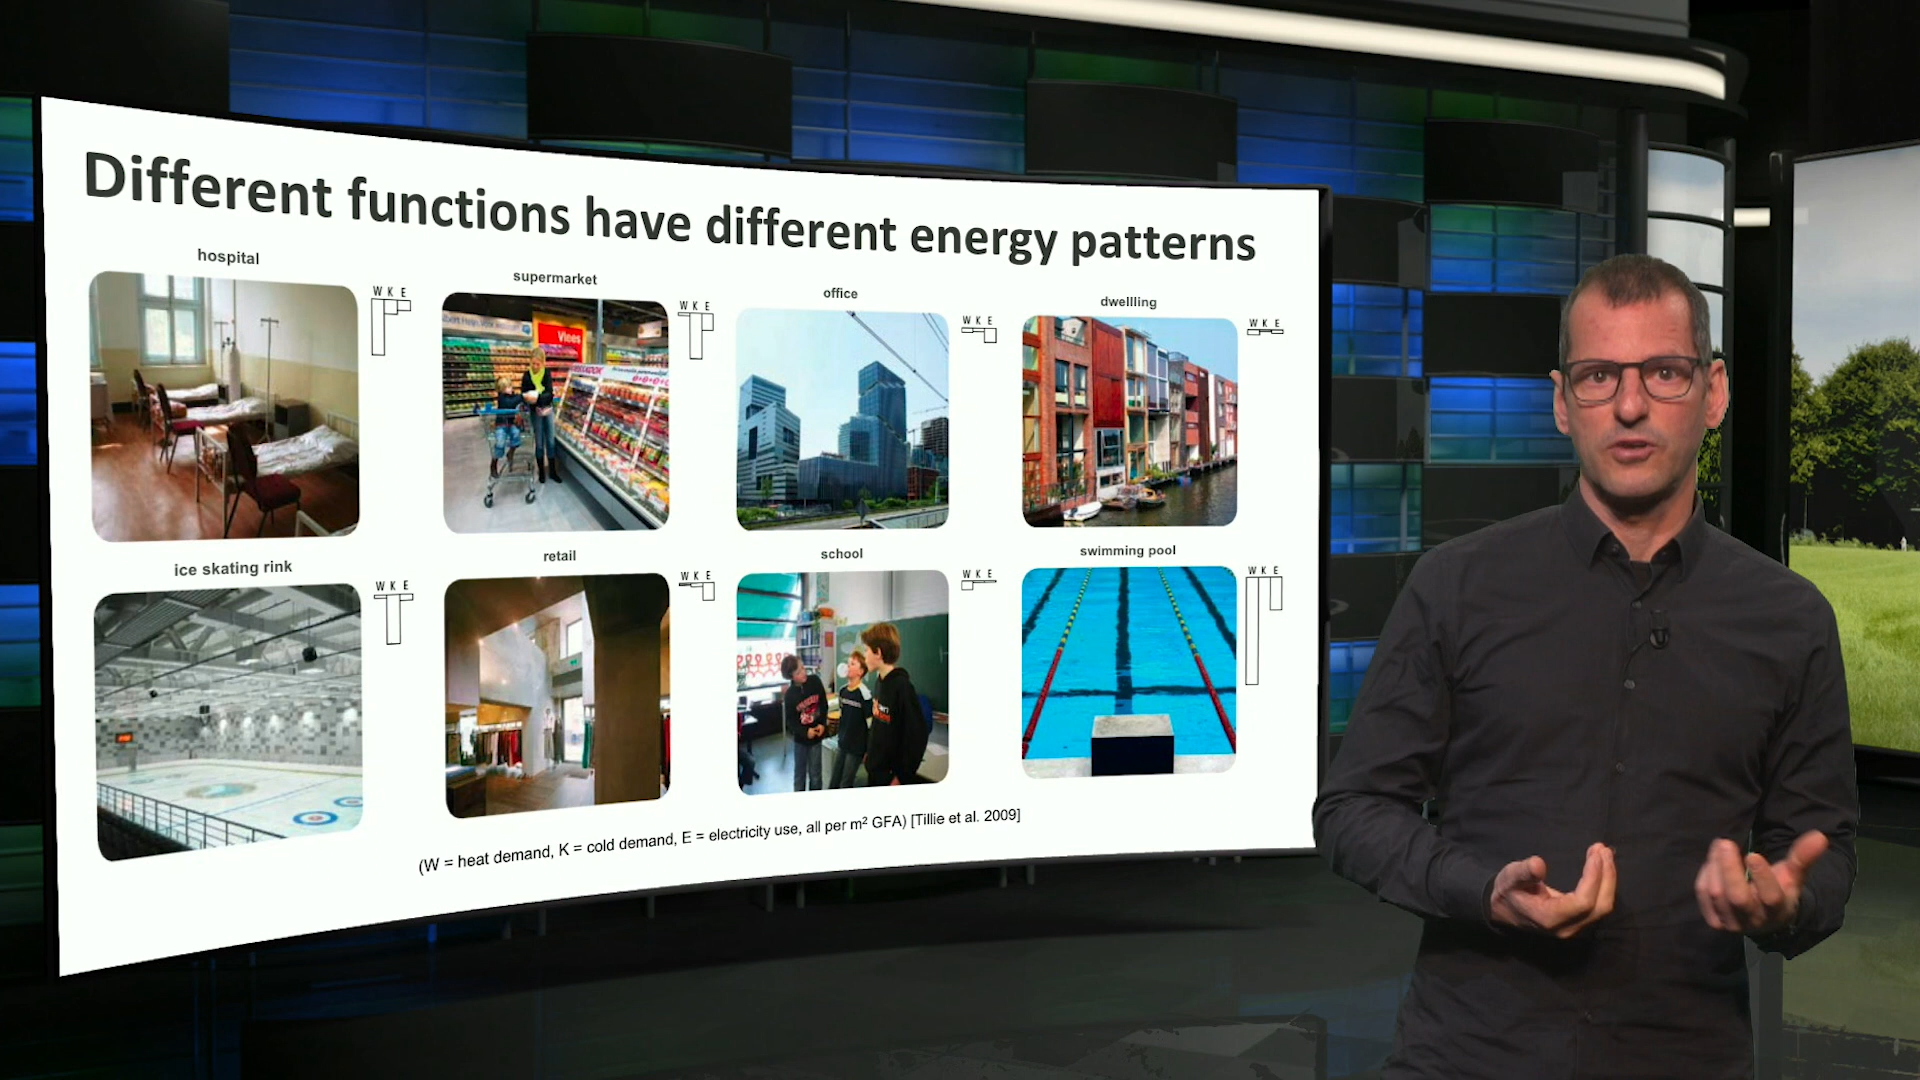 Different functions have different energy patterns
hospital
W K E
supermarket
W K E
Vlees
office
W K E
dwellling
W K E
ice skating rink
W K E
retail
W K E
school
W K E
swimming pool
W K E
(W = heat demand, K = cold demand, E = electricity use, all per m² GFA) [Tillie et al. 2009]